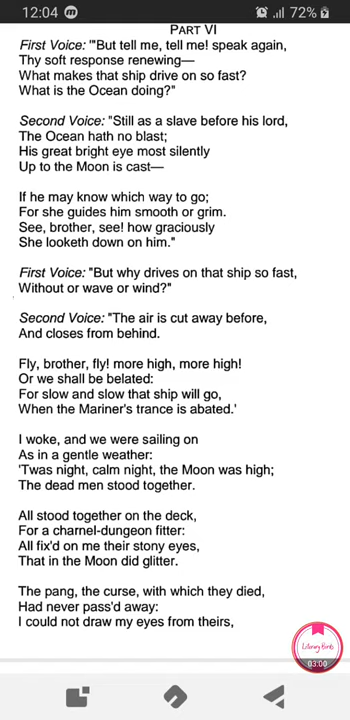 12:04 m 72%
PART VI
First Voice: '"But tell me, tell me! speak again,
Thy soft response renewing—
What makes that ship drive on so fast?
What is the Ocean doing?"
Second Voice: "Still as a slave before his lord,
The Ocean hath no blast;
His great bright eye most silently
Up to the Moon is cast—
If he may know which way to go;
For she guides him smooth or grim.
See, brother, see! how graciously
She looketh down on him."
First Voice: "But why drives on that ship so fast,
Without or wave or wind?"
Second Voice: "The air is cut away before,
And closes from behind.
Fly, brother, fly! more high, more high!
Or we shall be belated:
For slow and slow that ship will go,
When the Mariner's trance is abated.'
I woke, and we were sailing on
As in a gentle weather:
'Twas night, calm night, the Moon was high;
The dead men stood together.
All stood together on the deck,
For a charnel-dungeon fitter:
All fix'd on me their stony eyes,
That in the Moon did glitter.
The pang, the curse, with which they died,
Had never pass'd away:
I could not draw my eyes from theirs,
Literary Hints
03:00